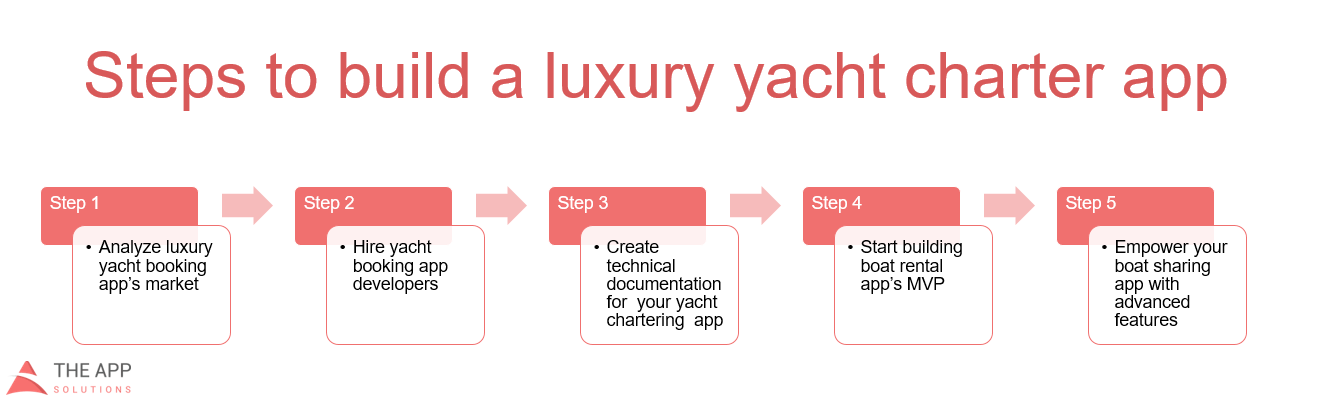 Steps to build a luxury yacht charter app
Step 1
• Analyze luxury
yacht booking
app’s market
Step 2
• Hire yacht
booking app
developers
Step 3
• Create
technical
documentation
for  your yacht
chartering  app
Step 4
• Start building
boat rental
app’s MVP
Step 5
• Empower your
boat sharing
app with
advanced
features
THE APP
SOLUTIONS